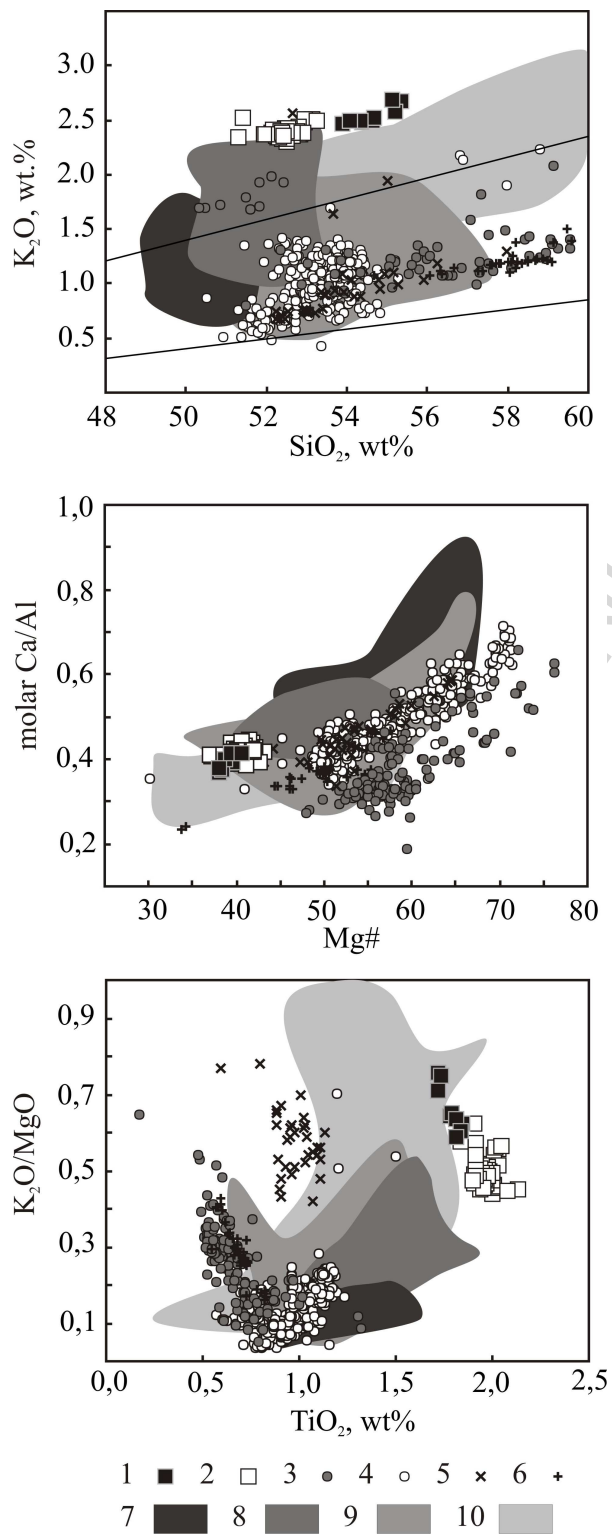 K₂O, wt.%
3.0
2.5
2.0
1.5
1.0
0.5
48 50 52 54 56 58 60
SiO₂, wt%
molar Ca/Al
1,0
0,8
0,6
0,4
0,2
30 40 50 60 70 80
Mg#
K₂O/MgO
0,9
0,7
0,5
0,3
0,1
0,0 0,5 1,0 1,5 2,0 2,5
TiO₂, wt%
1 2 3 4 5 6
7 8 9 10